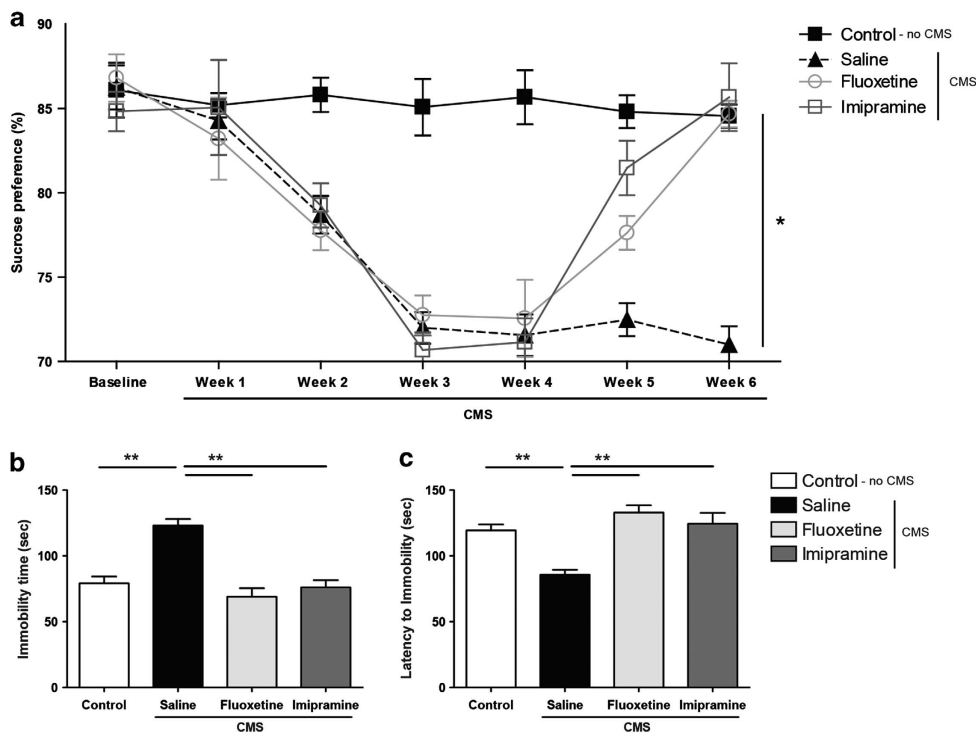 a
90
85
80
75
70
Sucrose preference (%)
Baseline Week 1 Week 2 Week 3 Week 4 Week 5 Week 6
CMS
*
Control - no CMS
Saline
Fluoxetine
Imipramine
CMS
b
** **
150
100
50
0
Immobility time (sec)
Control Saline Fluoxetine Imipramine
CMS
c
** **
150
100
50
0
Latency to Immobility (sec)
Control Saline Fluoxetine Imipramine
CMS
Control - no CMS
Saline
Fluoxetine
Imipramine
CMS